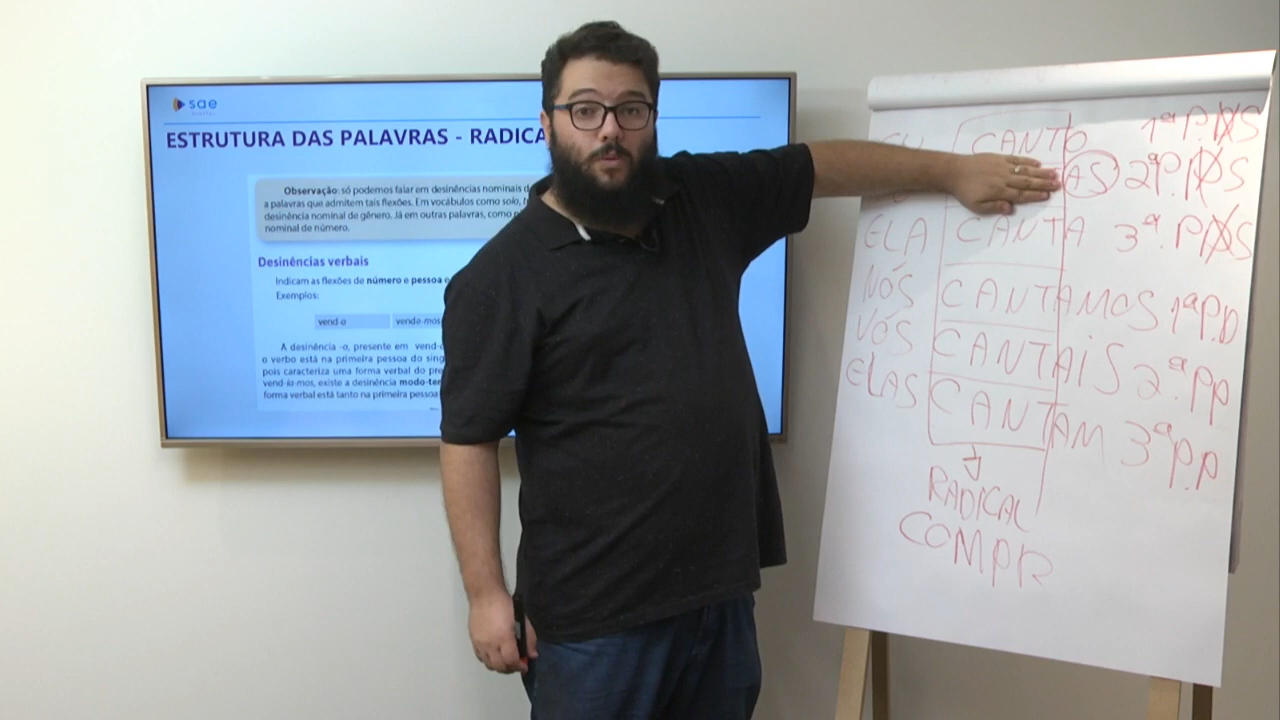 sae
DIGITAL
ESTRUTURA DAS PALAVRAS - RADICA
Observação: só podemos falar em desinências nominais d
a palavras que admitem tais flexões. Em vocábulos como solo,
desinência nominal de gênero. Já em outras palavras, como
nominal de número.
Desinências verbais
Indicam as flexões de número e pessoa
Exemplos:
vend-o vende-mos
A desinência -o, presente em vend-o
o verbo está na primeira pessoa do sing
pois caracteriza uma forma verbal do pre
vend-ia-mos, existe a desinência modo-tem
forma verbal está tanto na primeira pessoa
CANTO 1ª P.S
AS 2ª P.S
ELA CANTA 3ª P.S
NÓS CANTAMOS 1ª P.P
VÓS CANTAIS 2ª P.P
ELAS CANTAM 3ª P.P
RADICAL
COMPR